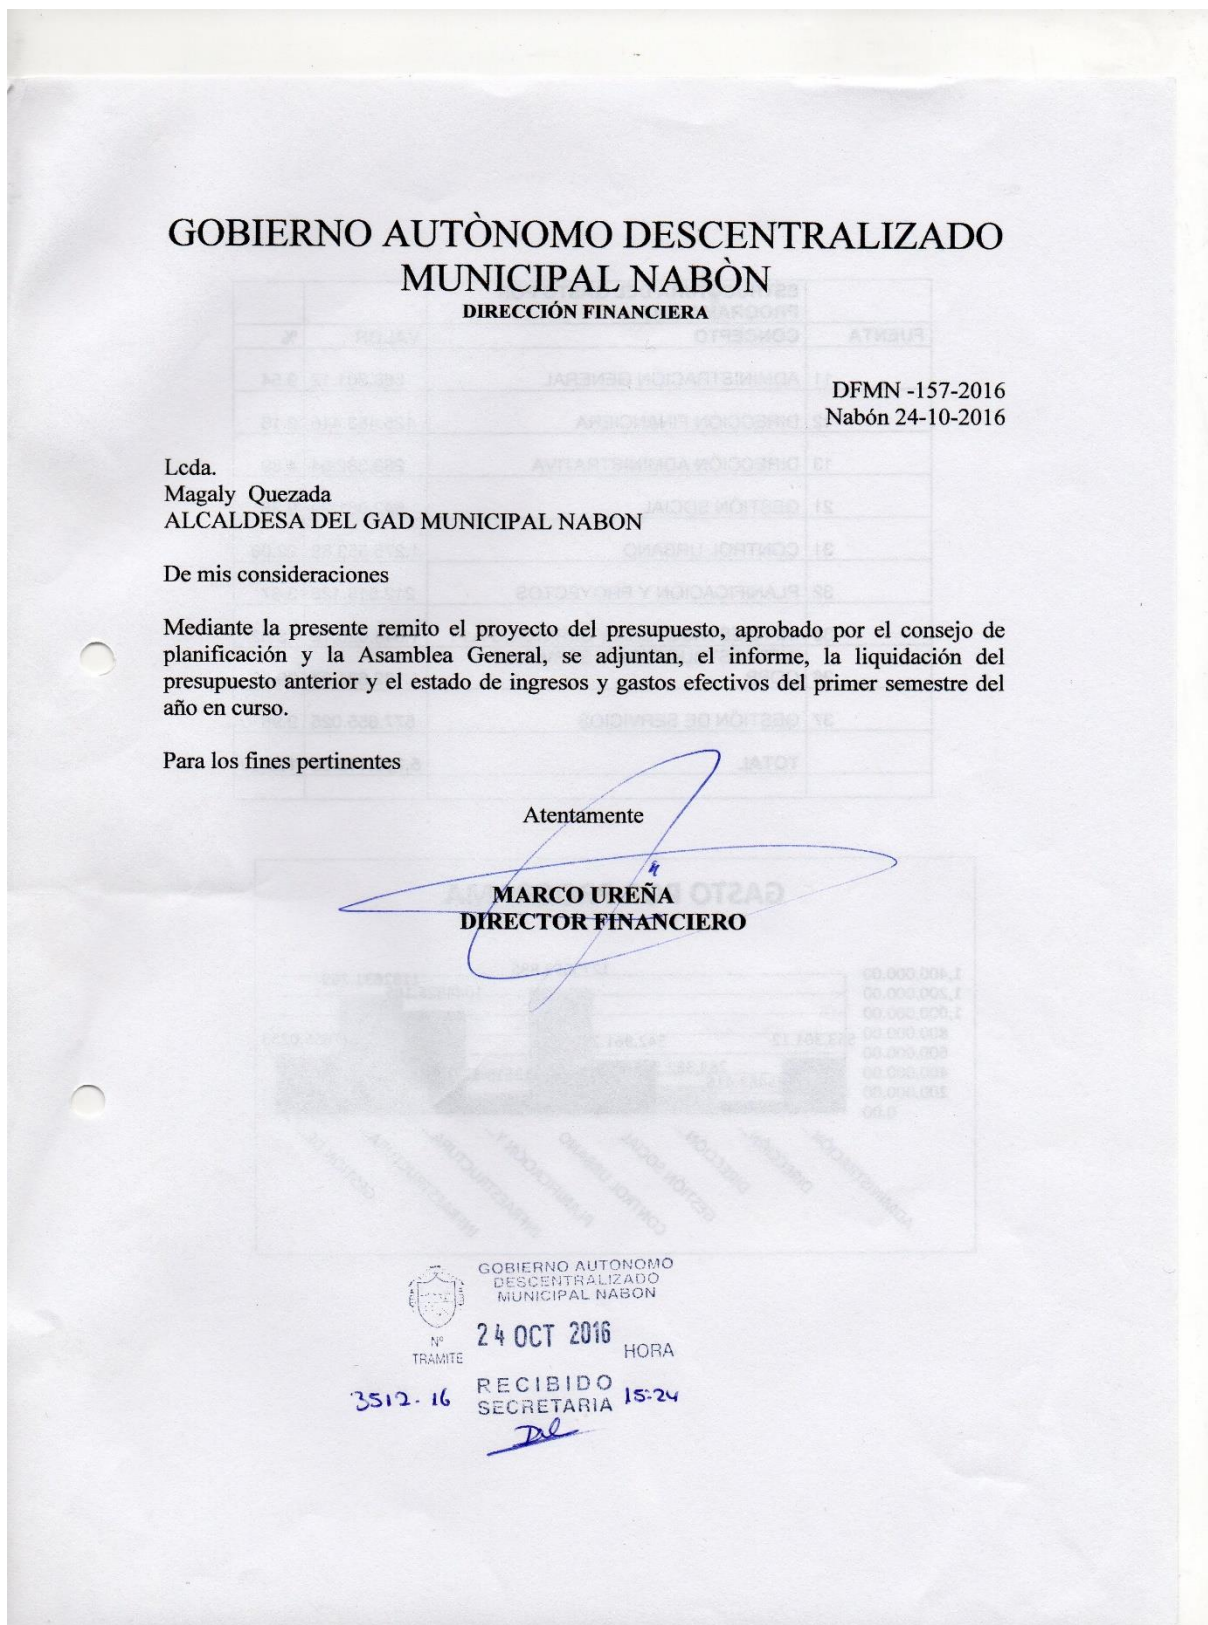 GOBIERNO AUTÒNOMO DESCENTRALIZADO
MUNICIPAL NABÒN
DIRECCIÓN FINANCIERA
DFMN -157-2016
Nabón 24-10-2016
Lcda.
Magaly Quezada
ALCALDESA DEL GAD MUNICIPAL NABON
De mis consideraciones
Mediante la presente remito el proyecto del presupuesto, aprobado por el consejo de
planificación y la Asamblea General, se adjuntan, el informe, la liquidación del
presupuesto anterior y el estado de ingresos y gastos efectivos del primer semestre del
año en curso.
Para los fines pertinentes
Atentamente
MARCO UREÑA
DIRECTOR FINANCIERO
GOBIERNO AUTONOMO
DESCENTRALIZADO
MUNICIPAL NABON
24 OCT 2016
Nº
TRAMITE
HORA
3512-16
RECIBIDO
SECRETARIA
15:24